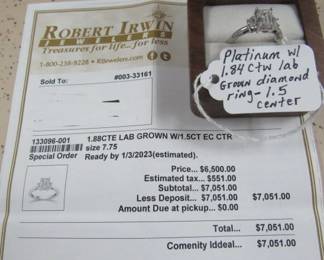 ROBERT IRWIN
JEWELERS
Treasures for life... for less
1-800-238-9228 • RIjewelers.com
Sold To:
#003-33161
Platinum w/
1.84 Ctw lab
Grown diamond
ring - 1.5
center
133096-001
1.88CTE LAB GROWN W/1.5CT EC CTR
size 7.75
Special Order
Ready by 1/3/2023(estimated).
Price... $6,500.00
Estimated tax... $551.00
Subtotal... $7,051.00
Less Deposit... $7,051.00 $7,051.00
Amount Due at pickup... $0.00
Total... $7,051.00
Comenity Iddeal... $7,051.00